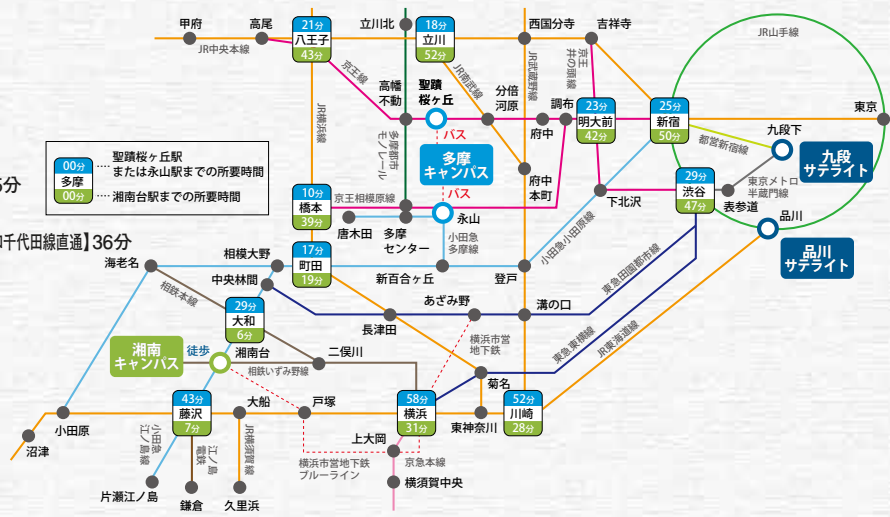 甲府
高尾
21分
八王子
43分
立川北
18分
立川
52分
西国分寺
吉祥寺
JR山手線
JR中央本線
京王線
JR南武線
JR武蔵野線
京王
井の頭線
高幡
不動
聖蹟
桜ヶ丘
分倍
河原
府中
調布
23分
明大前
42分
25分
新宿
50分
東京
JR横浜線
多摩都市
モノレール
バス
多摩
キャンパス
バス
都営新宿線
九段下
九段
サテライト
00分
多摩
00分
聖蹟桜ヶ丘駅
または永山駅までの所要時間
湘南台駅までの所要時間
5分
千代田線直通】36分
府中
本町
29分
渋谷
47分
東京メトロ
半蔵門線
表参道
下北沢
品川
品川
サテライト
10分
橋本
39分
京王相模原線
唐木田
多摩
センター
永山
小田急
多摩線
小田急小田原線
17分
町田
19分
相模大野
中央林間
新百合ヶ丘
登戸
海老名
相鉄本線
東急田園都市線
29分
大和
6分
あざみ野
溝の口
長津田
横浜市営
地下鉄
東急東横線
JR東海道線
湘南
キャンパス
徒歩
湘南台
二俣川
相鉄いずみ野線
菊名
43分
藤沢
7分
大船
戸塚
58分
横浜
31分
52分
川崎
28分
東神奈川
小田原
沼津
小田急
江ノ島線
江ノ島
電鉄
JR横須賀線
横浜市営地下鉄
ブルーライン
上大岡
京急本線
横須賀中央
片瀬江ノ島
鎌倉
久里浜